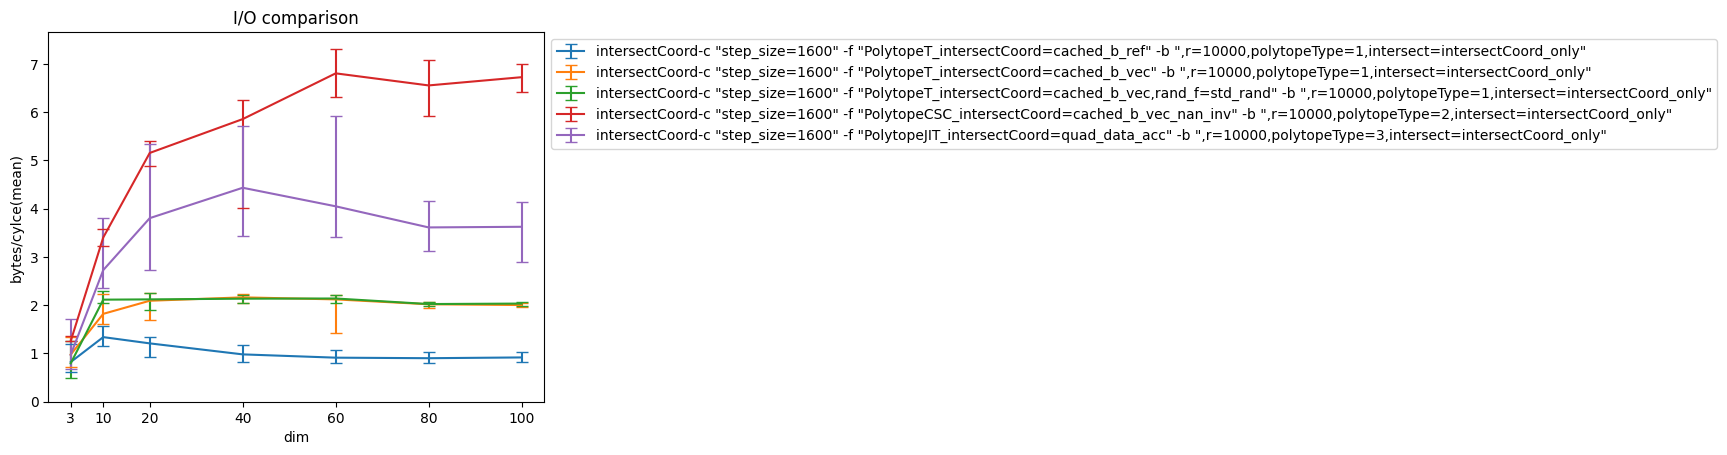 I/O comparison
bytes/cylce(mean)
7
6
5
4
3
2
1
0
3 10 20 40 60 80 100
dim
intersectCoord-c "step_size=1600" -f "PolytopeT_intersectCoord=cached_b_ref" -b ",r=10000,polytopeType=1,intersect=intersectCoord_only"
intersectCoord-c "step_size=1600" -f "PolytopeT_intersectCoord=cached_b_vec" -b ",r=10000,polytopeType=1,intersect=intersectCoord_only"
intersectCoord-c "step_size=1600" -f "PolytopeT_intersectCoord=cached_b_vec,rand_f=std_rand" -b ",r=10000,polytopeType=1,intersect=intersectCoord_only"
intersectCoord-c "step_size=1600" -f "PolytopeCSC_intersectCoord=cached_b_vec_nan_inv" -b ",r=10000,polytopeType=2,intersect=intersectCoord_only"
intersectCoord-c "step_size=1600" -f "PolytopeJIT_intersectCoord=quad_data_acc" -b ",r=10000,polytopeType=3,intersect=intersectCoord_only"